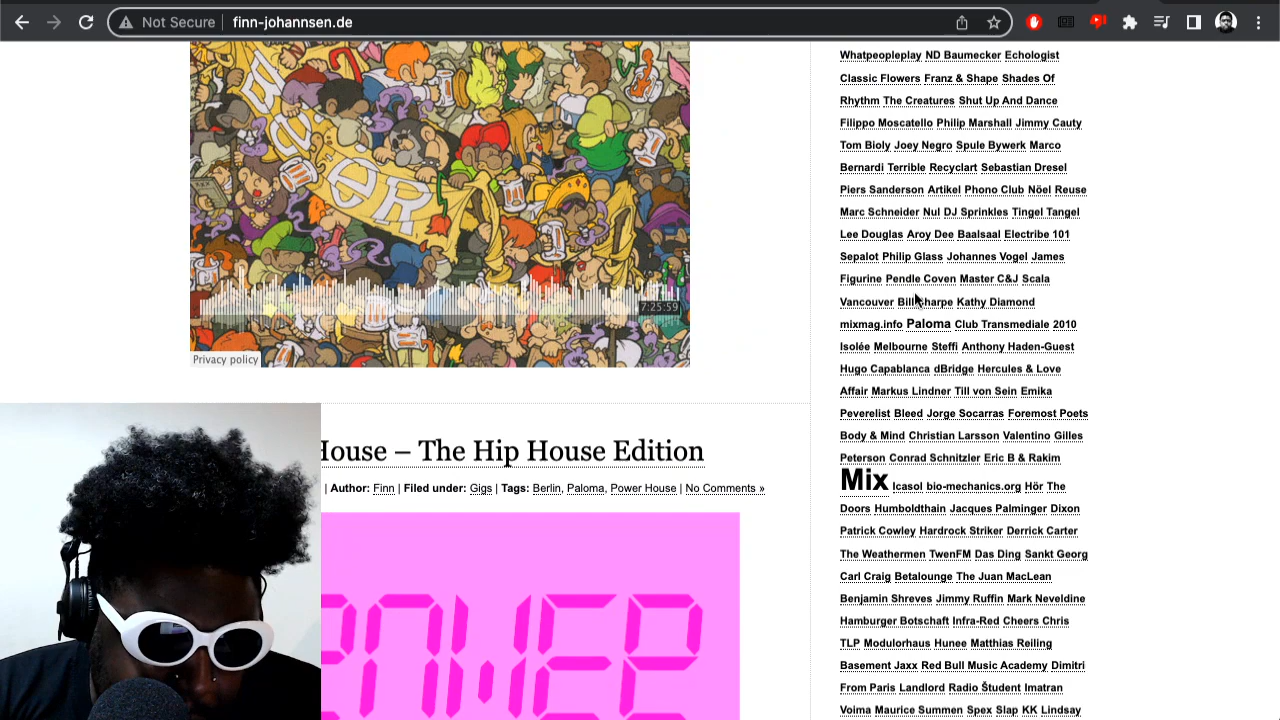 Not Secure | finn-johannsen.de
7:25:59
Privacy policy
House – The Hip House Edition
| Author: Finn | Filed under: Gigs | Tags: Berlin, Paloma, Power House | No Comments »
Whatpeopleplay ND Baumecker Echologist
Classic Flowers Franz & Shape Shades Of
Rhythm The Creatures Shut Up And Dance
Filippo Moscatello Philip Marshall Jimmy Cauty
Tom Bioly Joey Negro Spule Bywerk Marco
Bernardi Terrible Recyclart Sebastian Dresel
Piers Sanderson Artikel Phono Club Nöel Reuse
Marc Schneider Nul DJ Sprinkles Tingel Tangel
Lee Douglas Aroy Dee Baalsaal Electribe 101
Sepalot Philip Glass Johannes Vogel James
Figurine Pendle Coven Master C&J Scala
Vancouver Bill Sharpe Kathy Diamond
mixmag.info Paloma Club Transmediale 2010
Isolée Melbourne Steffi Anthony Haden-Guest
Hugo Capablanca dBridge Hercules & Love
Affair Markus Lindner Till von Sein Emika
Peverelist Bleed Jorge Socarras Foremost Poets
Body & Mind Christian Larsson Valentino Gilles
Peterson Conrad Schnitzler Eric B & Rakim
Mix Icasol bio-mechanics.org Hör The
Doors Humboldthain Jacques Palminger Dixon
Patrick Cowley Hardrock Striker Derrick Carter
The Weathermen TwenFM Das Ding Sankt Georg
Carl Craig Betalounge The Juan MacLean
Benjamin Shreves Jimmy Ruffin Mark Neveldine
Hamburger Botschaft Infra-Red Cheers Chris
TLP Modulorhaus Hunee Matthias Reiling
Basement Jaxx Red Bull Music Academy Dimitri
From Paris Landlord Radio Študent Imatran
Voima Maurice Summen Spex Slap KK Lindsay